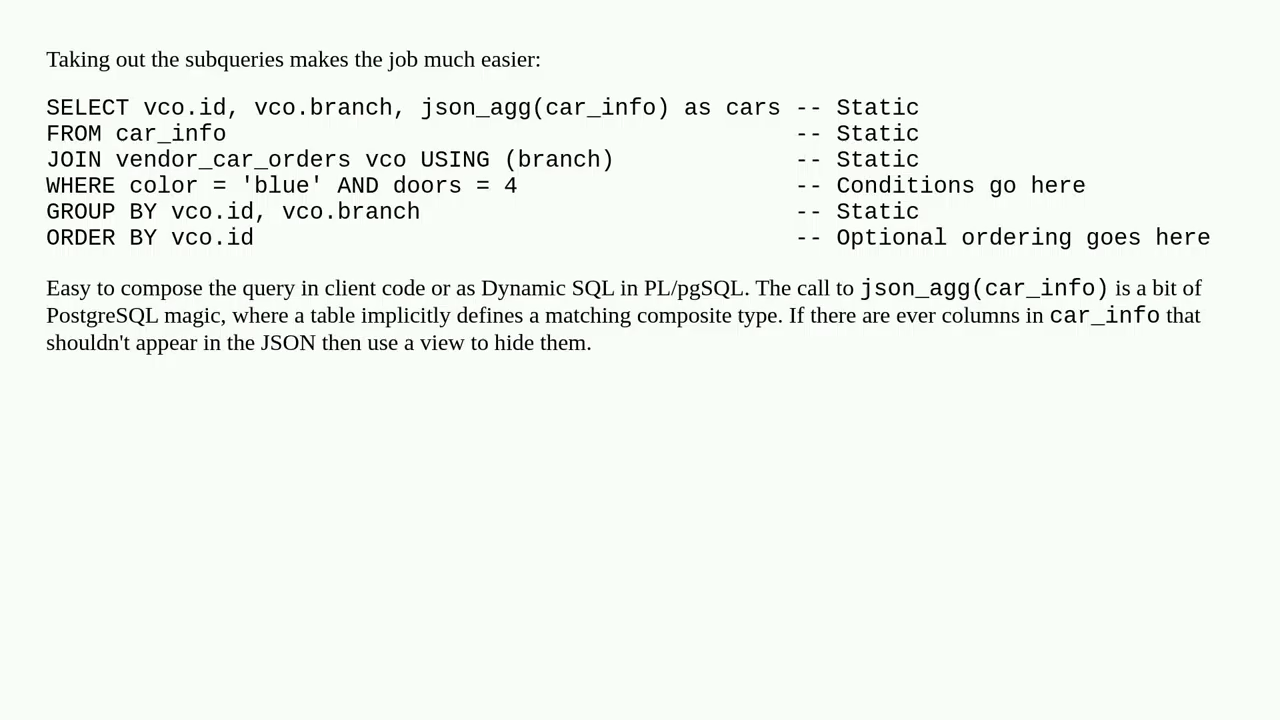 Taking out the subqueries makes the job much easier:
SELECT vco.id, vco.branch, json_agg(car_info) as cars -- Static
FROM car_info                                         -- Static
JOIN vendor_car_orders vco USING (branch)             -- Static
WHERE color = 'blue' AND doors = 4                    -- Conditions go here
GROUP BY vco.id, vco.branch                           -- Static
ORDER BY vco.id                                       -- Optional ordering goes here
Easy to compose the query in client code or as Dynamic SQL in PL/pgSQL. The call to json_agg(car_info) is a bit of
PostgreSQL magic, where a table implicitly defines a matching composite type. If there are ever columns in car_info that
shouldn't appear in the JSON then use a view to hide them.